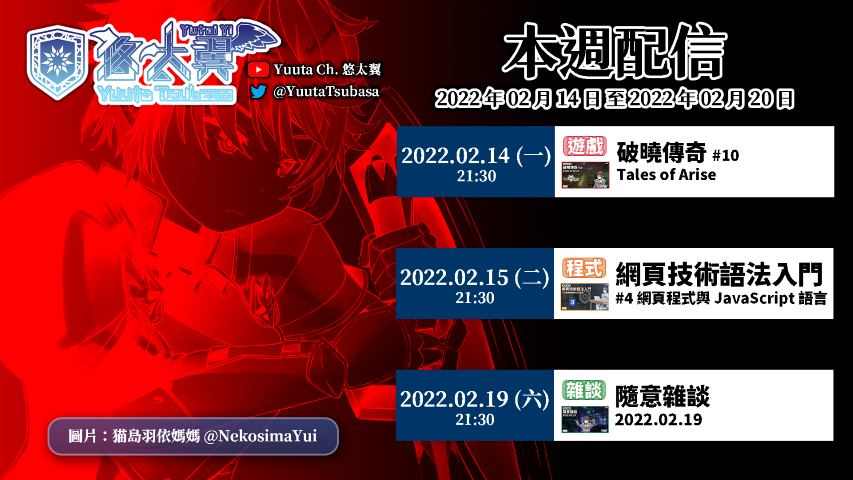 Yuutai Yi
悠太翼
Yuuta Tsubasa
Yuuta Ch. 悠太翼
@YuutaTsubasa
本週配信
2022年02月14日至2022年02月20日
2022.02.14 (一)
21:30
遊戲
破曉傳奇 #10
Tales of Arise
2022.02.15 (二)
21:30
程式
網頁技術語法入門
#4 網頁程式與 JavaScript 語言
2022.02.19 (六)
21:30
雜談
隨意雜談
2022.02.19
圖片：猫島羽依媽媽 @NekosimaYui